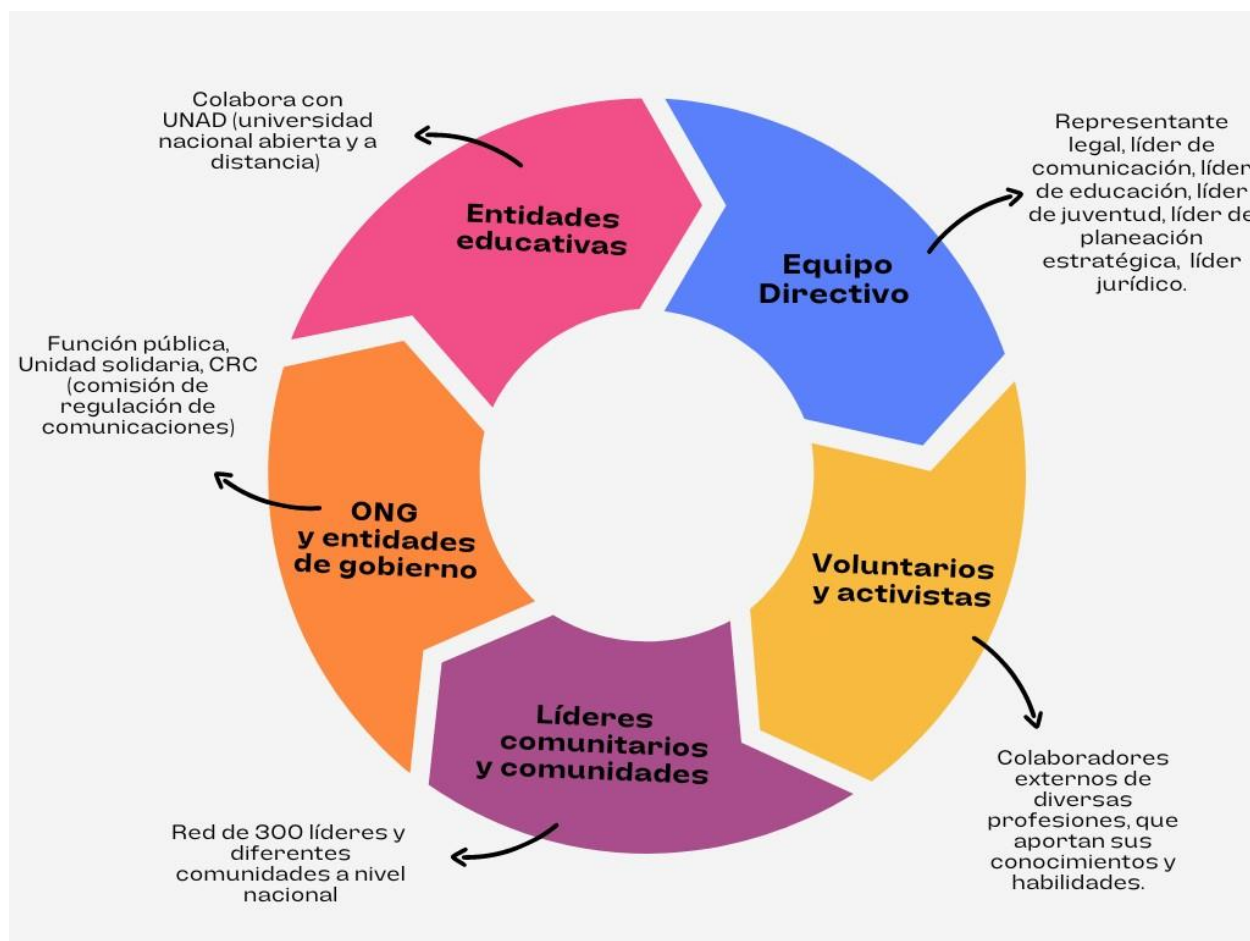 Colabora con
UNAD (universidad
nacional abierta y a
distancia)
Entidades
educativas
Representante
legal, líder de
comunicación, líder
de educación, líder
de juventud, líder de
planeación
estratégica, líder
jurídico.
Equipo
Directivo
Función pública,
Unidad solidaria, CRC
(comisión de
regulación de
comunicaciones)
ONG
y entidades
de gobierno
Voluntarios
y activistas
Colaboradores
externos de
diversas
profesiones, que
aportan sus
conocimientos y
habilidades.
Líderes
comunitarios
y comunidades
Red de 300 líderes y
diferentes
comunidades a nivel
nacional